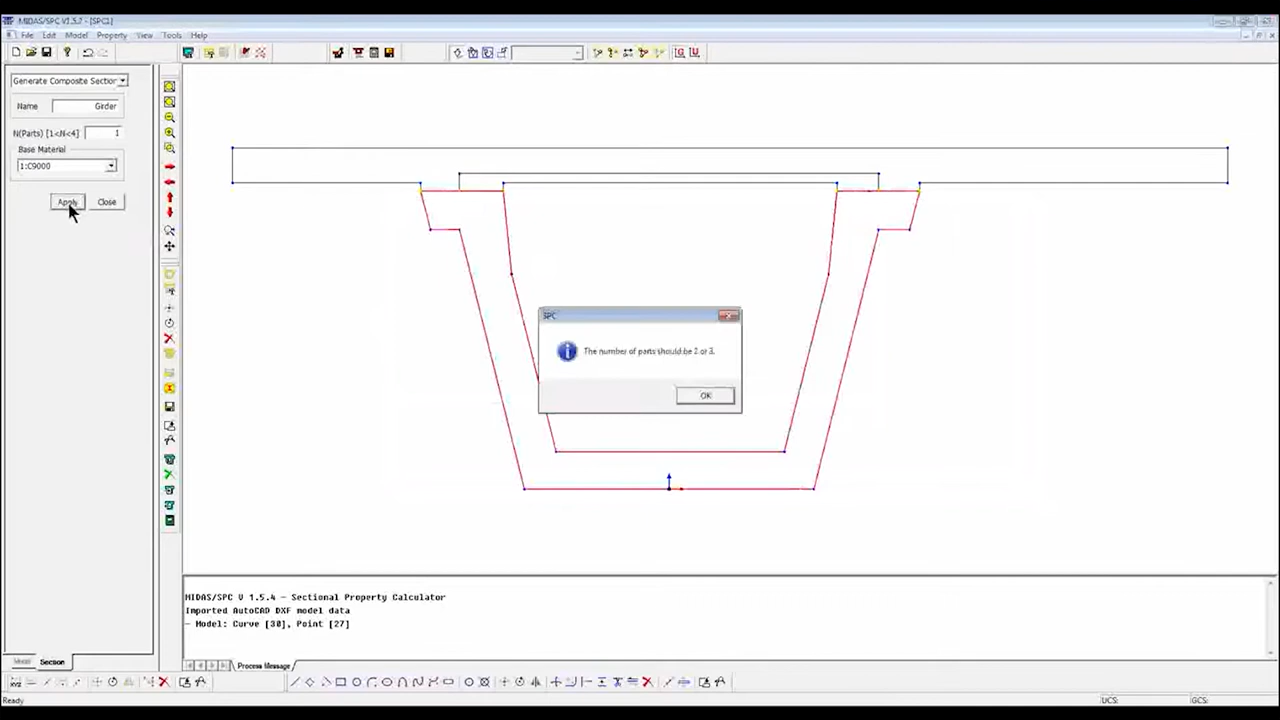 MIDAS/SPC V1.5.7 - [SPC1]
File Edit Model Property View Tools Help
Generate Composite Section
Name Girder
N(Parts) [1<N<4] 1
Base Material
1:C9000
Apply Close
SPC
The number of parts should be 2 or 3.
OK
MIDAS/SPC V 1.5.4 - Sectional Property Calculator
Imported AutoCAD DXF model data
- Model: Curve [30], Point [27]
Model Section
Process Message
Ready UCS: GCS: